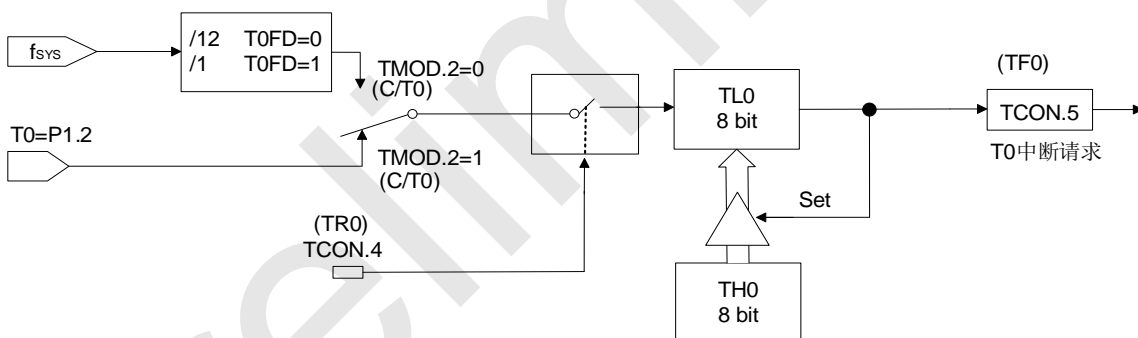 fSYS
/12 T0FD=0
/1 T0FD=1
TMOD.2=0
(C/T0)
T0=P1.2
TMOD.2=1
(C/T0)
(TR0)
TCON.4
TL0
8 bit
(TF0)
TCON.5
T0中断请求
Set
TH0
8 bit